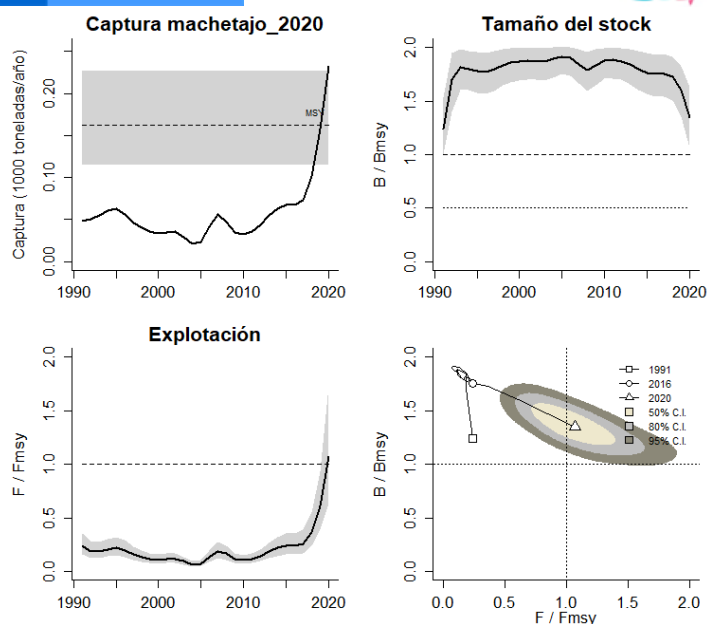 Captura machetajo_2020
Captura (1000 toneladas/año)
0.00 0.10 0.20
MSY
1990 2000 2010 2020
Tamaño del stock
B / Bmsy
0.0 0.5 1.0 1.5 2.0
1990 2000 2010 2020
Explotación
F / Fmsy
0.0 0.5 1.0 1.5 2.0
1990 2000 2010 2020
B / Bmsy
0.0 0.5 1.0 1.5 2.0
1991
2016
2020
50% C.I.
80% C.I.
95% C.I.
0.0 0.5 1.0 1.5 2.0
F / Fmsy